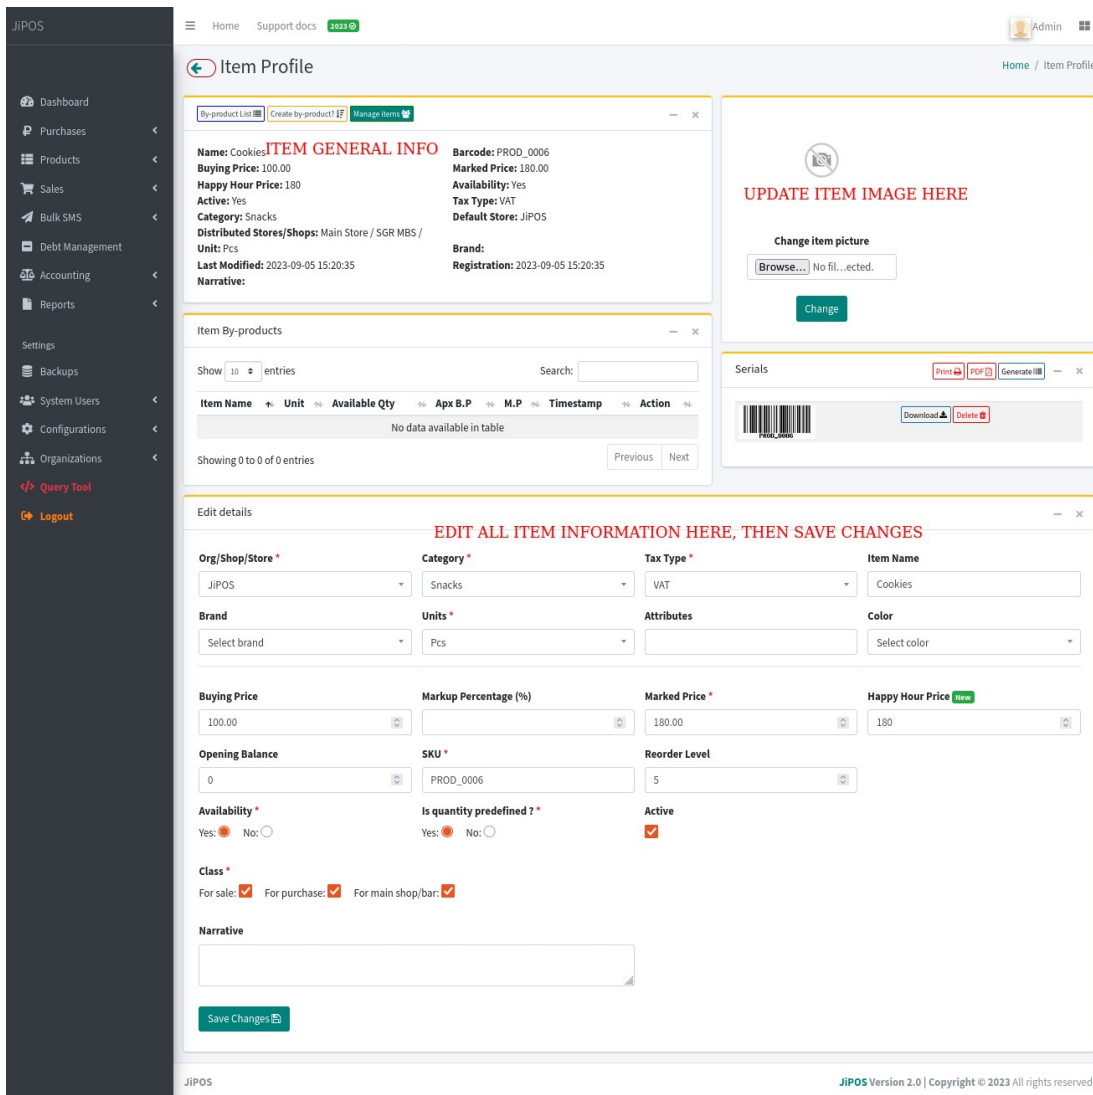 JiPOS
Home Support docs 2023
Admin
Item Profile
Home / Item Profile
Dashboard
Purchases
Products
Sales
Bulk SMS
Debt Management
Accounting
Reports
Settings
Backups
System Users
Configurations
Organizations
Query Tool
Logout
By-product List Create by-product? Manage items
ITEM GENERAL INFO
Name: Cookies Barcode: PROD_0006
Buying Price: 100.00 Marked Price: 180.00
Happy Hour Price: 180 Availability: Yes
Active: Yes Tax Type: VAT
Category: Snacks Default Store: JiPOS
Distributed Stores/Shops: Main Store / SGR MBS /
Unit: Pcs Brand:
Last Modified: 2023-09-05 15:20:35 Registration: 2023-09-05 15:20:35
Narrative:
UPDATE ITEM IMAGE HERE
Change item picture
Browse... No fil...ected.
Change
Item By-products
Show 10 entries Search:
Item Name Unit Available Qty Apx B.P M.P Timestamp Action
No data available in table
Showing 0 to 0 of 0 entries Previous Next
Serials Print PDF Generate
PROD_0006
Download Delete
Edit details
EDIT ALL ITEM INFORMATION HERE, THEN SAVE CHANGES
Org/Shop/Store * Category * Tax Type * Item Name
JiPOS Snacks VAT Cookies
Brand Units * Attributes Color
Select brand Pcs Select color
Buying Price Markup Percentage (%) Marked Price * Happy Hour Price New
100.00 180.00 180
Opening Balance SKU * Reorder Level
0 PROD_0006 5
Availability * Is quantity predefined ? * Active
Yes: No: Yes: No:
Class *
For sale: For purchase: For main shop/bar:
Narrative
Save Changes
JiPOS JiPOS Version 2.0 | Copyright © 2023 All rights reserved